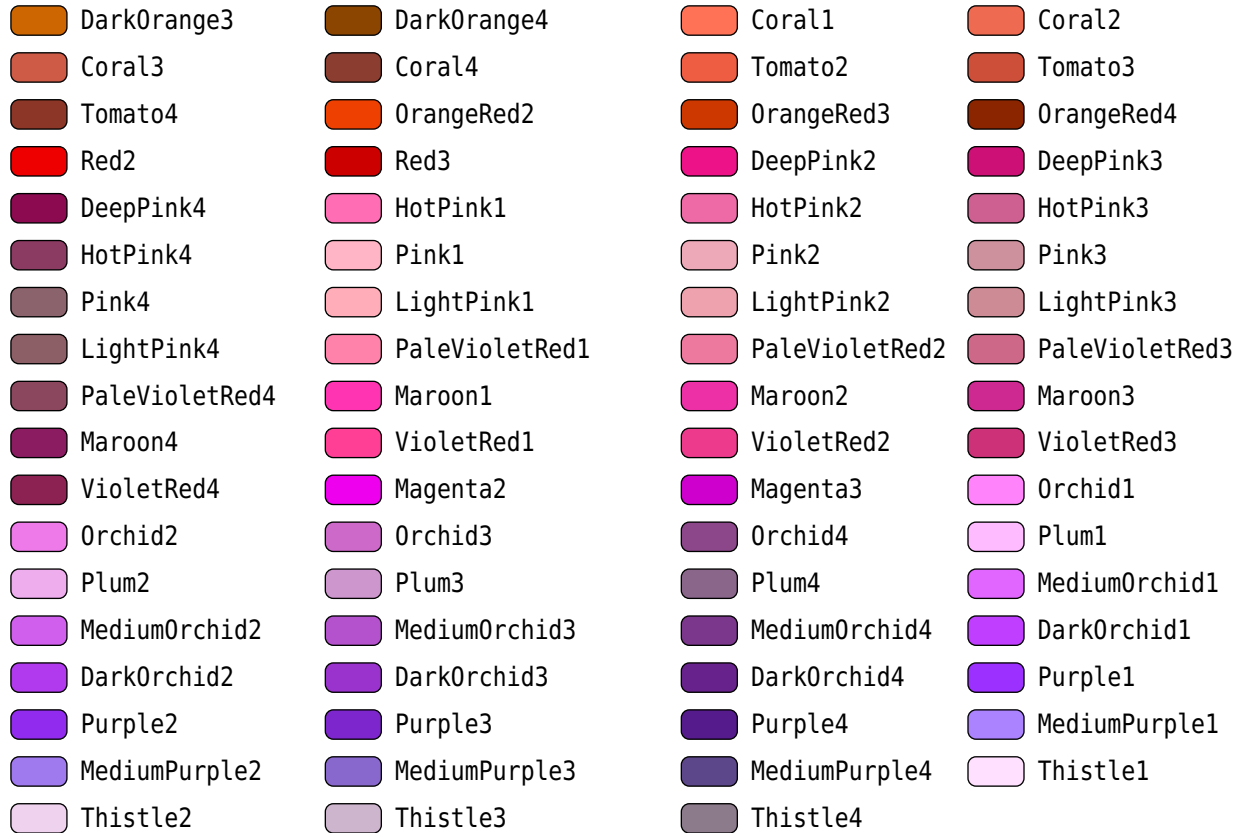 DarkOrange3 DarkOrange4 Coral1 Coral2
Coral3 Coral4 Tomato2 Tomato3
Tomato4 OrangeRed2 OrangeRed3 OrangeRed4
Red2 Red3 DeepPink2 DeepPink3
DeepPink4 HotPink1 HotPink2 HotPink3
HotPink4 Pink1 Pink2 Pink3
Pink4 LightPink1 LightPink2 LightPink3
LightPink4 PaleVioletRed1 PaleVioletRed2 PaleVioletRed3
PaleVioletRed4 Maroon1 Maroon2 Maroon3
Maroon4 VioletRed1 VioletRed2 VioletRed3
VioletRed4 Magenta2 Magenta3 Orchid1
Orchid2 Orchid3 Orchid4 Plum1
Plum2 Plum3 Plum4 MediumOrchid1
MediumOrchid2 MediumOrchid3 MediumOrchid4 DarkOrchid1
DarkOrchid2 DarkOrchid3 DarkOrchid4 Purple1
Purple2 Purple3 Purple4 MediumPurple1
MediumPurple2 MediumPurple3 MediumPurple4 Thistle1
Thistle2 Thistle3 Thistle4